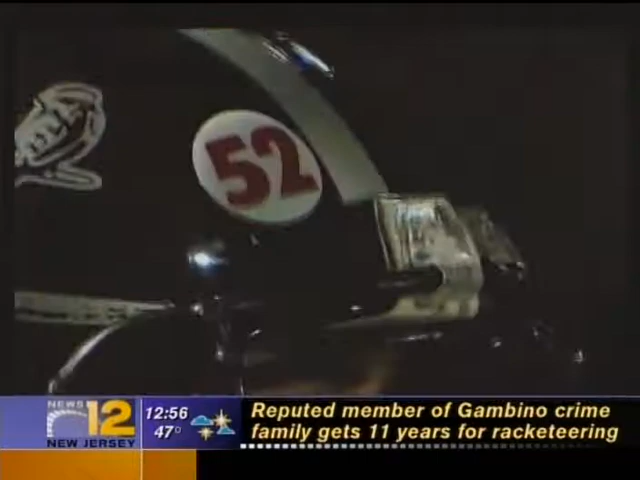 52
NEWS
12
NEW JERSEY
12:56
47°
Reputed member of Gambino crime
family gets 11 years for racketeering